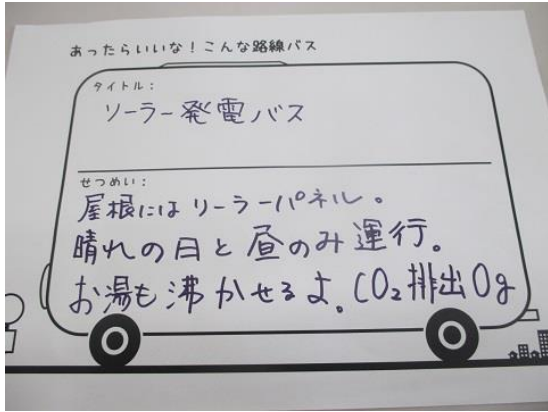 あったらいいな！こんな路線バス
タイトル：
ソーラー発電バス
せつめい：
屋根にはソーラーパネル。
晴れの日と昼のみ運行。
お湯も沸かせるよ。CO₂排出0g